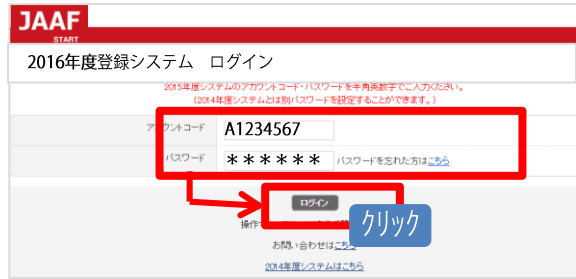 JAAF
START
2016年度登録システム ログイン
2015年度システムのアカウントコード・パスワードを半角英数字でご入力ください。
(2014年度システムとは別パスワードを設定することができます。)
アカウントコード A1234567
パスワード ****** パスワードを忘れた方はこちら
ログイン
クリック
操作
お問い合わせはこちら
2014年度システムはこちら